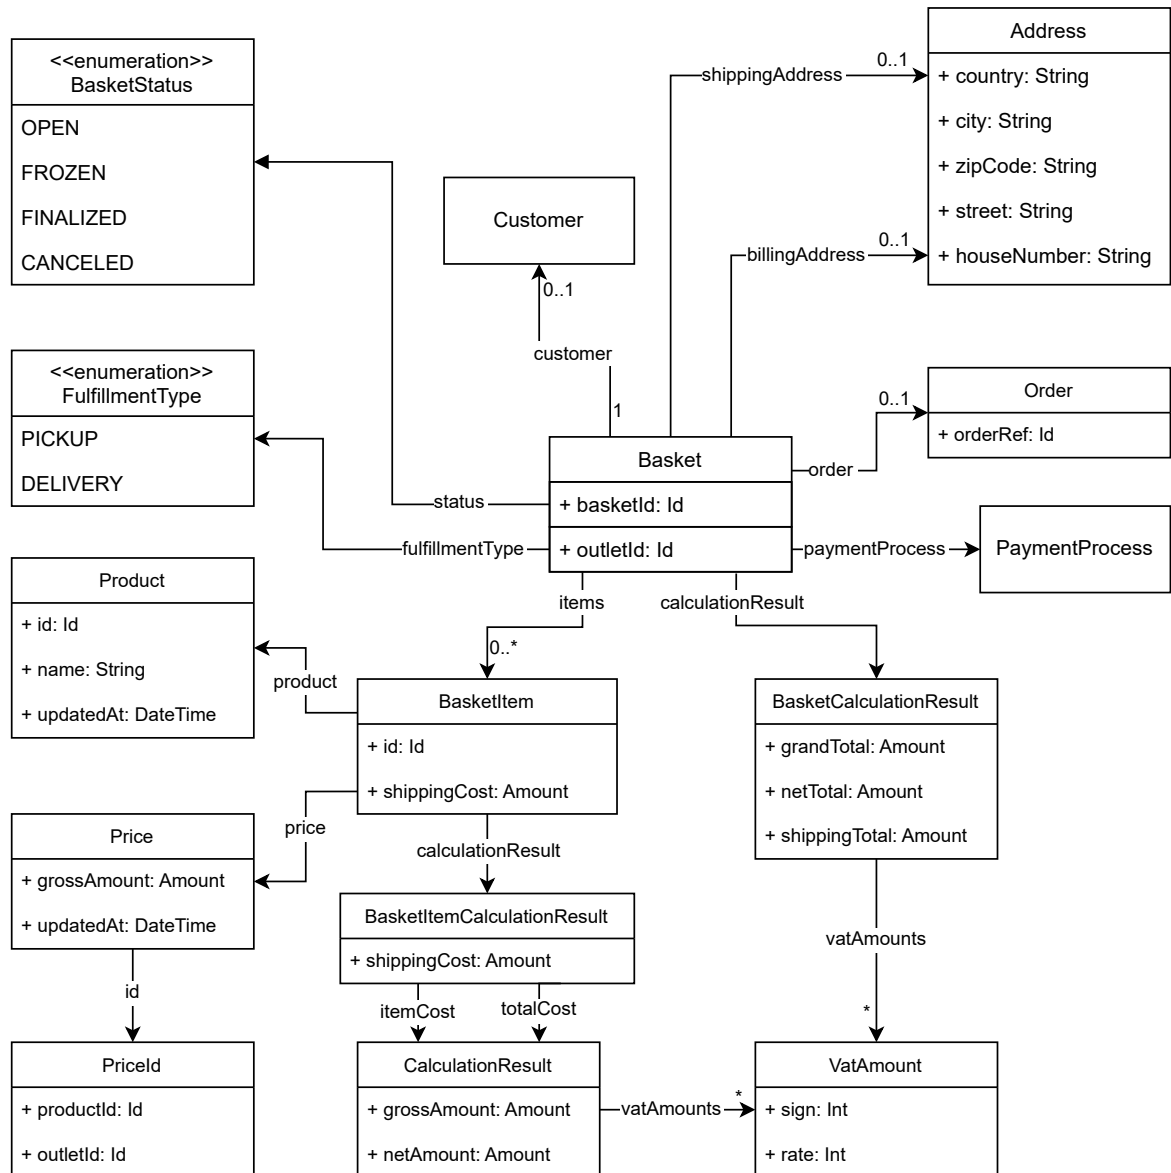 <<enumeration>>
BasketStatus
OPEN
FROZEN
FINALIZED
CANCELED
Customer
shippingAddress
0..1
billingAddress
0..1
Address
+ country: String
+ city: String
+ zipCode: String
+ street: String
+ houseNumber: String
0..1
customer
1
<<enumeration>>
FulfillmentType
PICKUP
DELIVERY
status
fulfillmentType
Basket
+ basketId: Id
+ outletId: Id
order
0..1
Order
+ orderRef: Id
paymentProcess
PaymentProcess
items
calculationResult
0..*
Product
+ id: Id
+ name: String
+ updatedAt: DateTime
product
BasketItem
+ id: Id
+ shippingCost: Amount
BasketCalculationResult
+ grandTotal: Amount
+ netTotal: Amount
+ shippingTotal: Amount
price
Price
+ grossAmount: Amount
+ updatedAt: DateTime
calculationResult
BasketItemCalculationResult
+ shippingCost: Amount
vatAmounts
*
id
itemCost
totalCost
PriceId
+ productId: Id
+ outletId: Id
CalculationResult
+ grossAmount: Amount
+ netAmount: Amount
vatAmounts
*
VatAmount
+ sign: Int
+ rate: Int